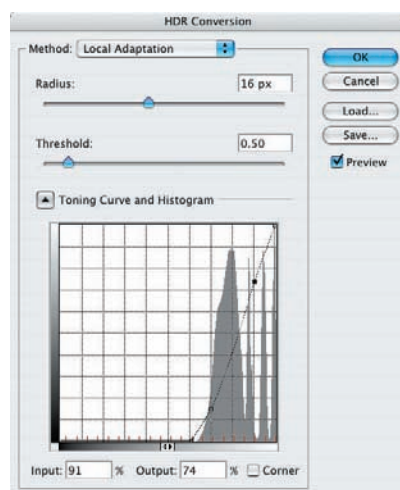 HDR Conversion
Method: Local Adaptation
OK
Cancel
Load...
Save...
Preview
Radius: 16 px
Threshold: 0.50
Toning Curve and Histogram
Input: 91 % Output: 74 % Corner